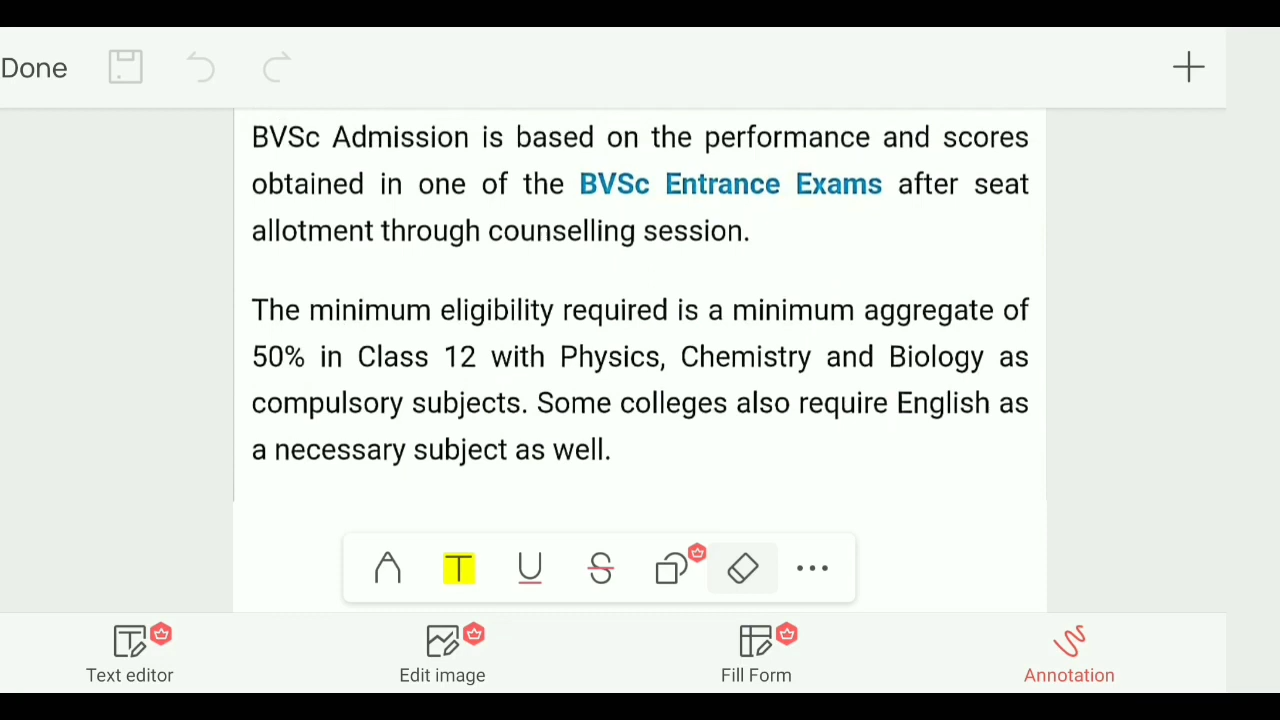 Done
BVSc Admission is based on the performance and scores
obtained in one of the BVSc Entrance Exams after seat
allotment through counselling session.
The minimum eligibility required is a minimum aggregate of
50% in Class 12 with Physics, Chemistry and Biology as
compulsory subjects. Some colleges also require English as
a necessary subject as well.
T U S
Text editor Edit image Fill Form Annotation